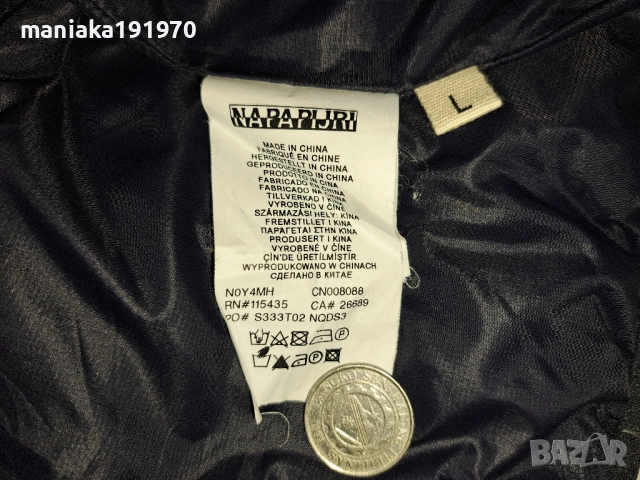 maniaka191970
NAPAPIJRI
L
MADE IN CHINA
FABRIQUÉ EN CHINE
HERGESTELLT IN CHINA
GEPRODUCEERD IN CHINA
PRODOTTO IN CINA
FABRICADO EN CHINA
FABRICADO NA CHINA
TILLVERKAD I KINA
VYROBENO V ČÍNE
SZÁRMAZÁSI HELY: KÍNA
FREMSTILLET I KINA
ΠΑΡΑΓΕΤΑΙ ΣΤΗΝ ΚΙΝΑ
PRODUSERT I KINA
VYROBENÉ V ČÍNE
ÇİN'DE ÜRETİLMİŞTİR.
WYPRODUKOWANO W CHINACH
СДЕЛАНО В КИТАЕ
N0Y4MH CN008088
RN#115435 CA# 26689
PO# S333T02 NQDS3
BAZAR